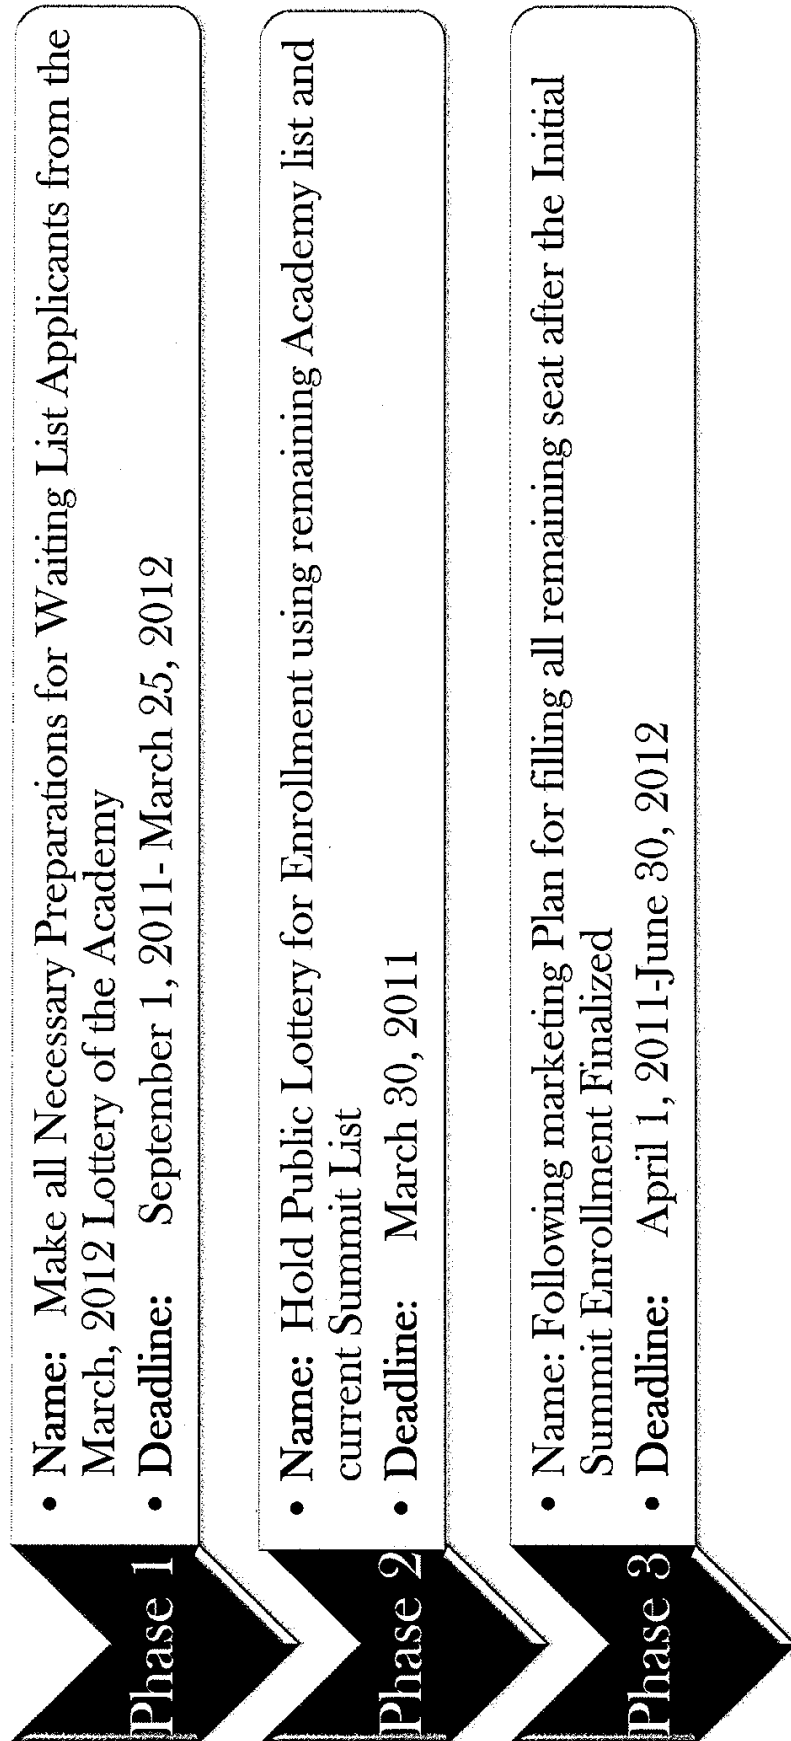 Phase 1
• Name: Make all Necessary Preparations for Waiting List Applicants from the
March, 2012 Lottery of the Academy
• Deadline: September 1, 2011- March 25, 2012
Phase 2
• Name: Hold Public Lottery for Enrollment using remaining Academy list and
current Summit List
• Deadline: March 30, 2011
Phase 3
• Name: Following marketing Plan for filling all remaining seat after the Initial
Summit Enrollment Finalized
• Deadline: April 1, 2011-June 30, 2012